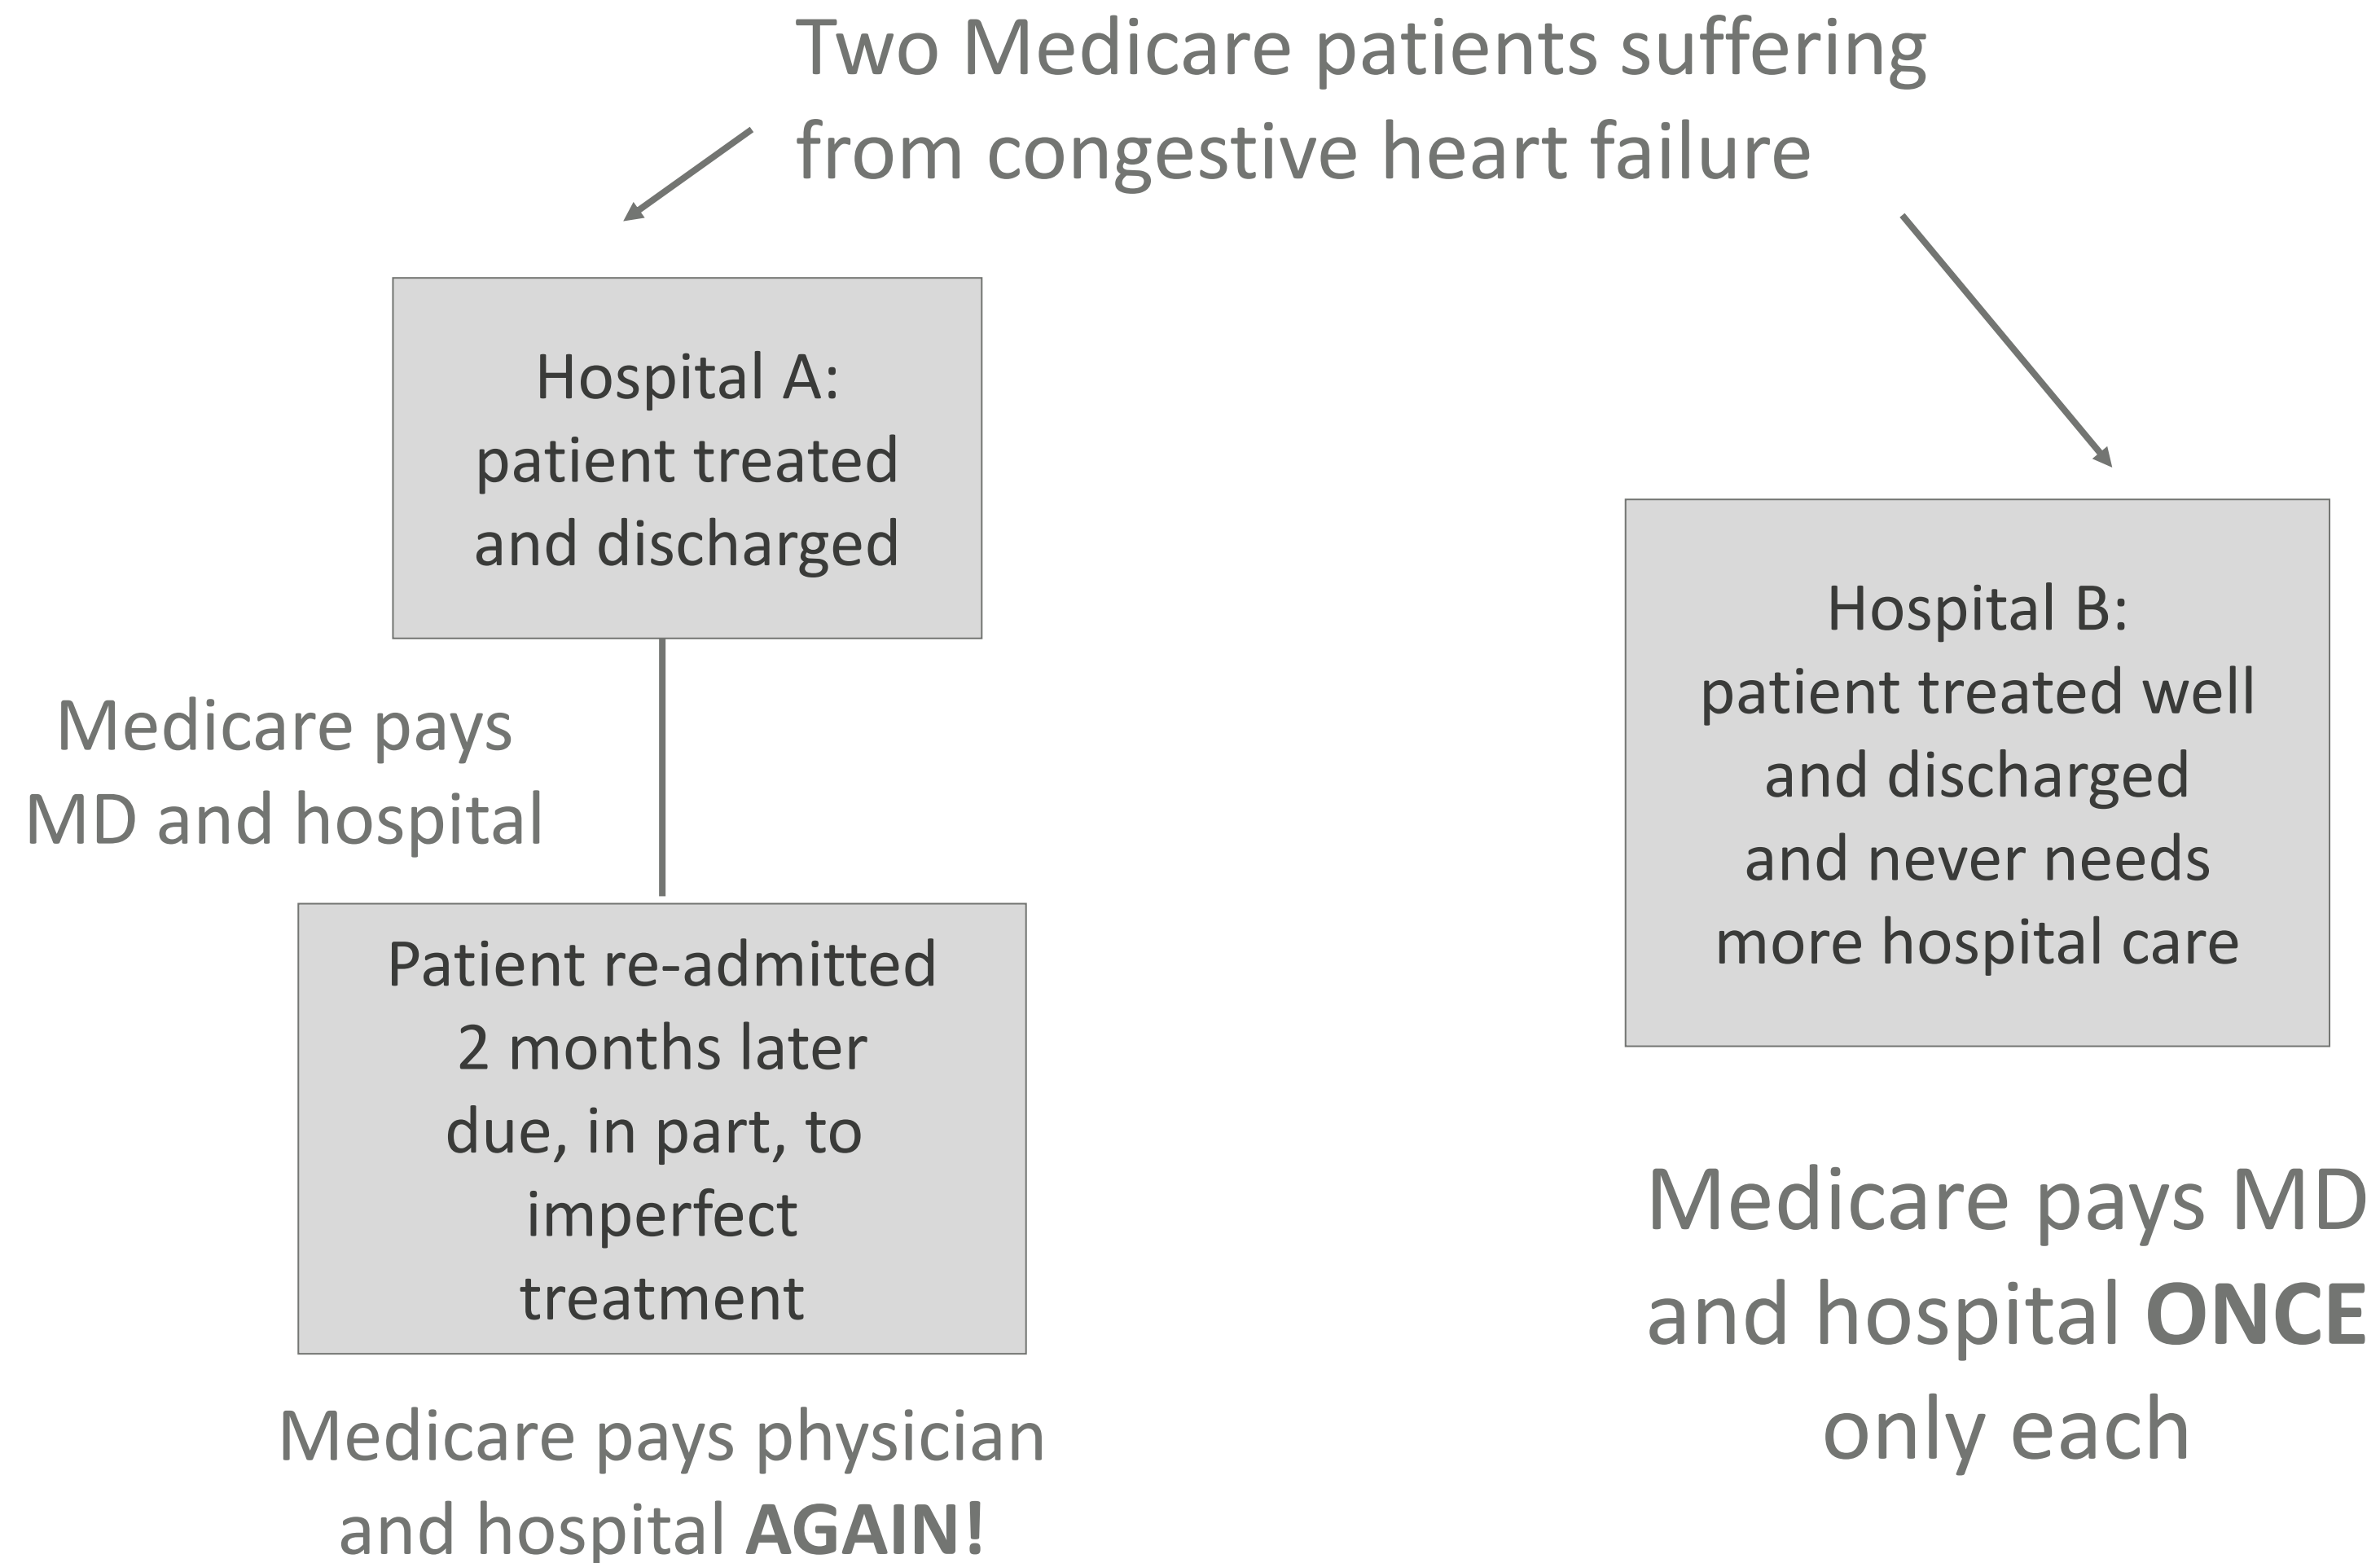 Two Medicare patients suffering
from congestive heart failure
Hospital A:
patient treated
and discharged
Medicare pays
MD and hospital
Patient re-admitted
2 months later
due, in part, to
imperfect
treatment
Medicare pays physician
and hospital AGAIN!
Hospital B:
patient treated well
and discharged
and never needs
more hospital care
Medicare pays MD
and hospital ONCE
only each